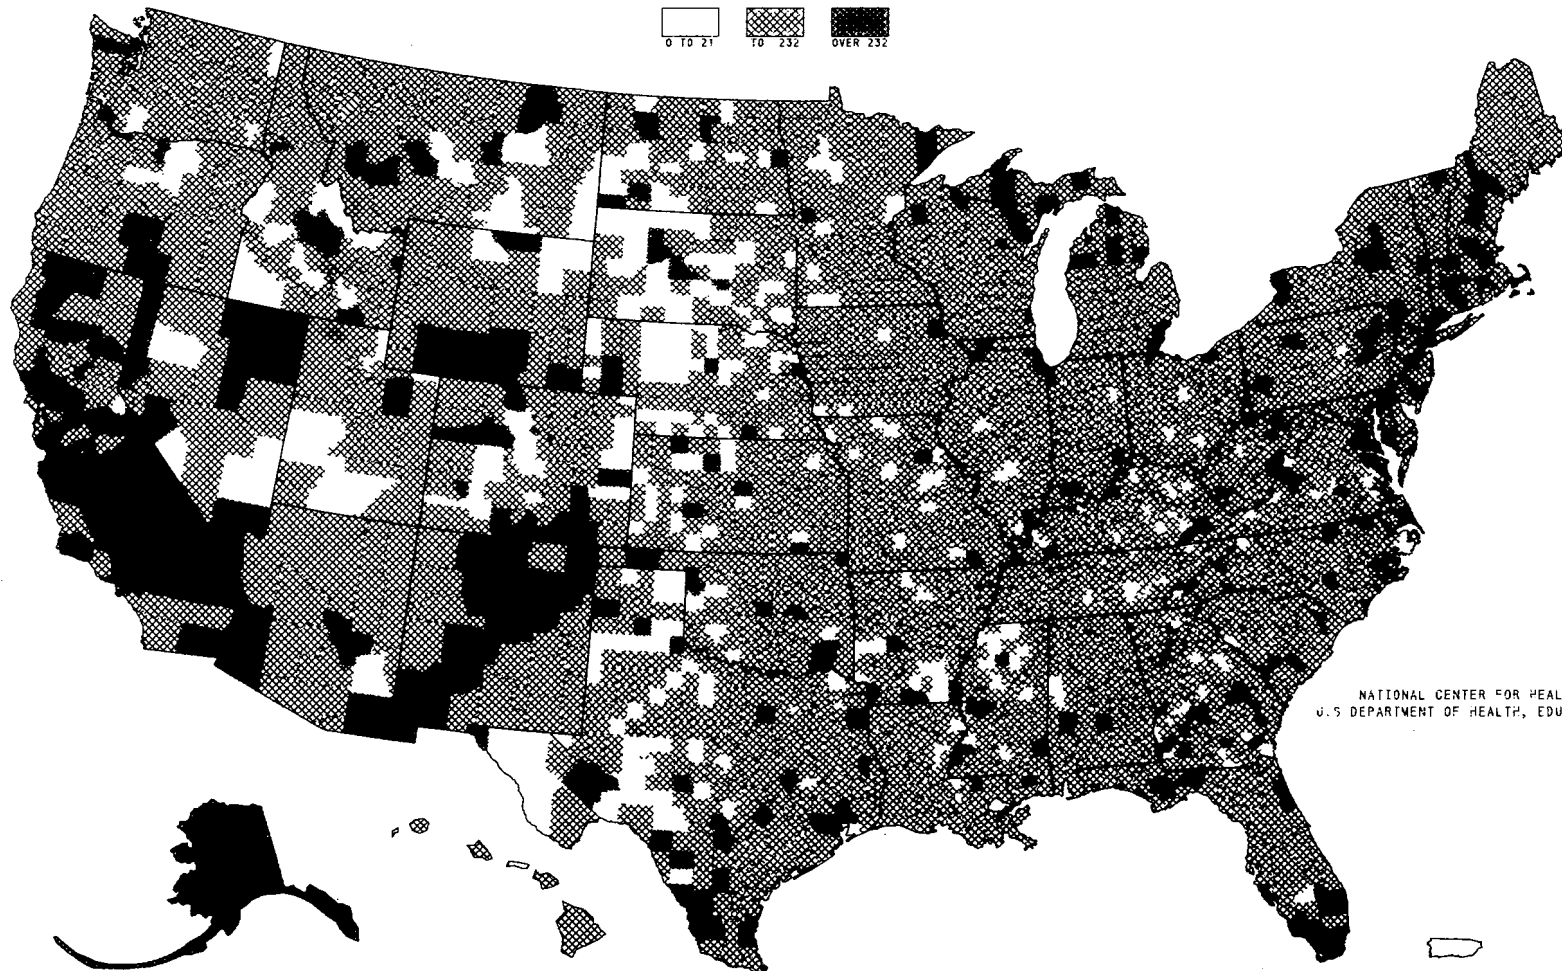 0 TO 21
TO 232
OVER 232
NATIONAL CENTER FOR HEAL
U.S DEPARTMENT OF HEALTH, EDU